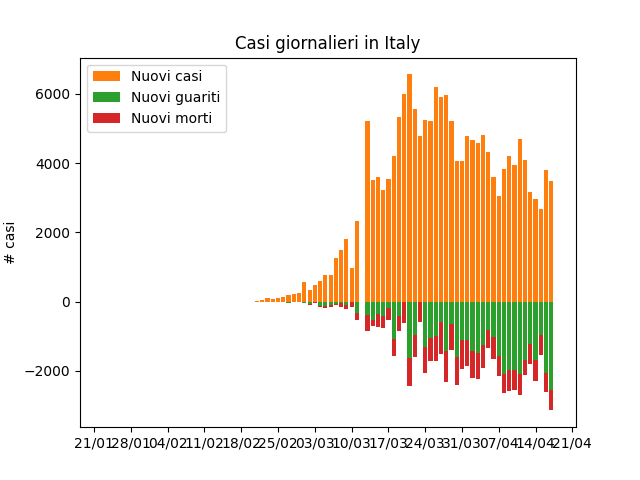 Casi giornalieri in Italy
Nuovi casi
Nuovi guariti
Nuovi morti
# casi
6000
4000
2000
0
−2000
21/01 28/01 04/02 11/02 18/02 25/02 03/03 10/03 17/03 24/03 31/03 07/04 14/04 21/04